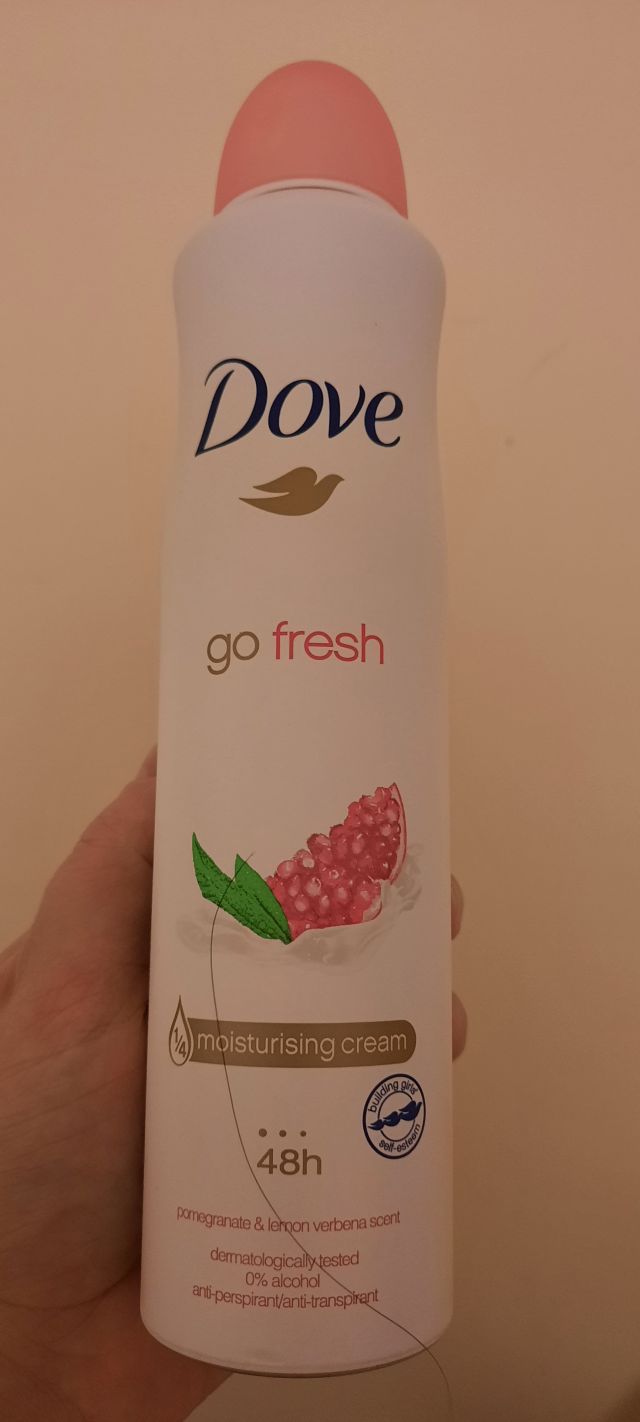 Dove
go fresh
1/4 moisturising cream
building girls'
self-esteem
48h
pomegranate & lemon verbena scent
dermatologically tested
0% alcohol
anti-perspirant/anti-transpirant